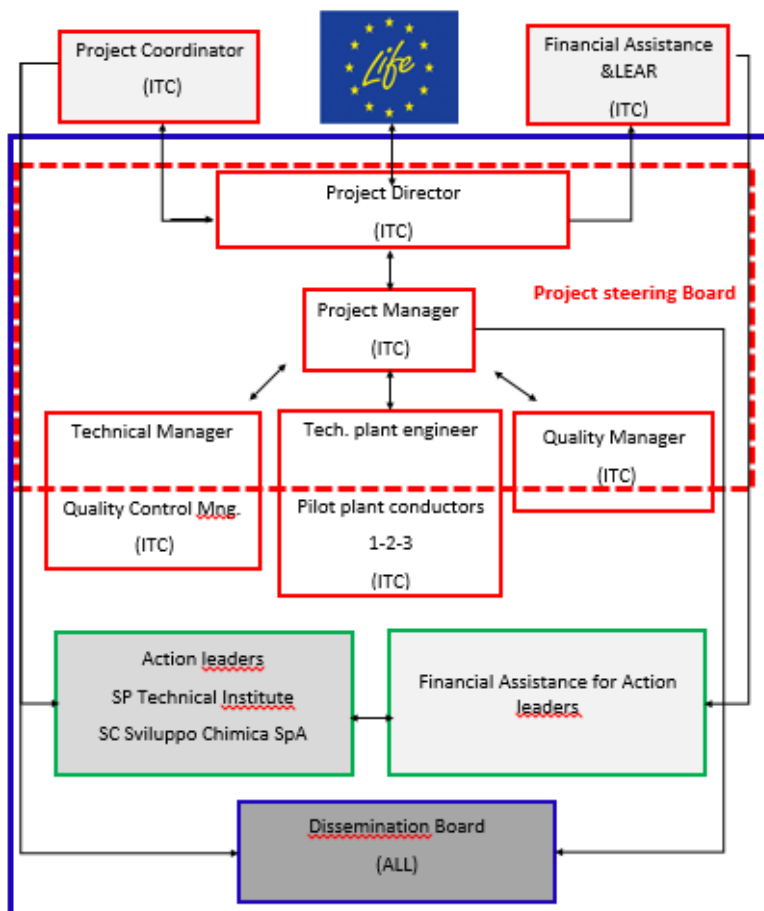 Project Coordinator
(ITC)
Life
Financial Assistance
&LEAR
(ITC)
Project Director
(ITC)
Project steering Board
Project Manager
(ITC)
Technical Manager
Quality Control Mng.
(ITC)
Tech. plant engineer
Pilot plant conductors
1-2-3
(ITC)
Quality Manager
(ITC)
Action leaders
SP Technical Institute
SC Sviluppo Chimica SpA
Financial Assistance for Action
leaders
Dissemination Board
(ALL)